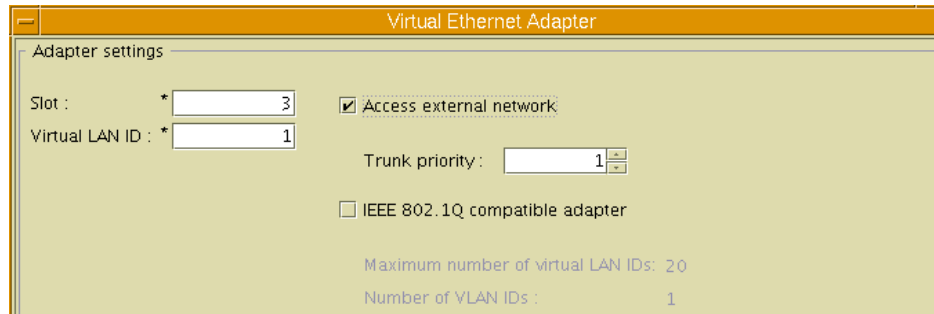 Virtual Ethernet Adapter
Adapter settings
Slot : * 3
Access external network
Virtual LAN ID : * 1
Trunk priority : 1
IEEE 802.1Q compatible adapter
Maximum number of virtual LAN IDs: 20
Number of VLAN IDs : 1